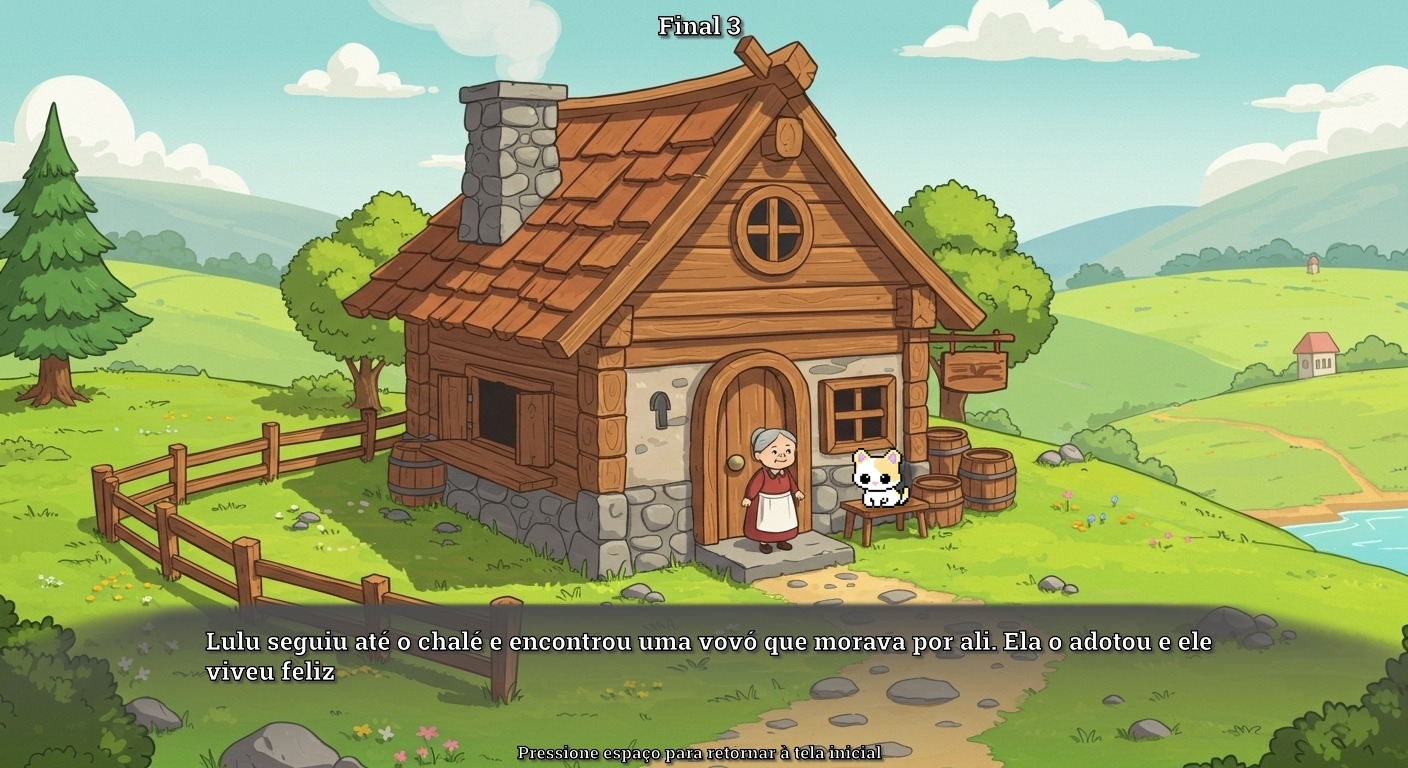 Final 3
Lulu seguiu até o chalé e encontrou uma vovó que morava por ali. Ela o adotou e ele
viveu feliz
Pressione espaço para retornar à tela inicial